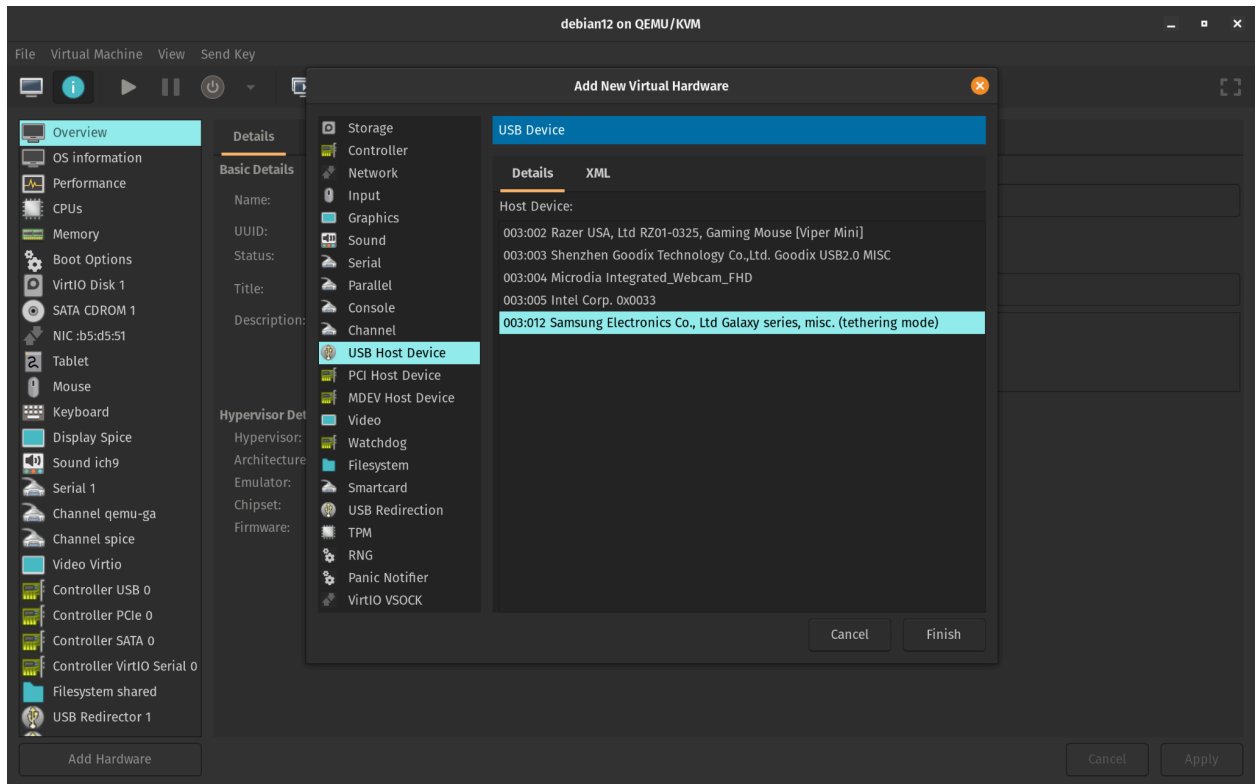 debian12 on QEMU/KVM
File Virtual Machine View Send Key
Add New Virtual Hardware
Overview
OS information
Performance
CPUs
Memory
Boot Options
VirtIO Disk 1
SATA CDROM 1
NIC :b5:d5:51
Tablet
Mouse
Keyboard
Display Spice
Sound ich9
Serial 1
Channel qemu-ga
Channel spice
Video Virtio
Controller USB 0
Controller PCIe 0
Controller SATA 0
Controller VirtIO Serial 0
Filesystem shared
USB Redirector 1
Add Hardware
Details
Basic Details
Name:
UUID:
Status:
Title:
Description:
Hypervisor Det
Hypervisor:
Architecture
Emulator:
Chipset:
Firmware:
Storage
Controller
Network
Input
Graphics
Sound
Serial
Parallel
Console
Channel
USB Host Device
PCI Host Device
MDEV Host Device
Video
Watchdog
Filesystem
Smartcard
USB Redirection
TPM
RNG
Panic Notifier
VirtIO VSOCK
USB Device
Details XML
Host Device:
003:002 Razer USA, Ltd RZ01-0325, Gaming Mouse [Viper Mini]
003:003 Shenzhen Goodix Technology Co.,Ltd. Goodix USB2.0 MISC
003:004 Microdia Integrated_Webcam_FHD
003:005 Intel Corp. 0x0033
003:012 Samsung Electronics Co., Ltd Galaxy series, misc. (tethering mode)
Cancel Finish
Cancel Apply